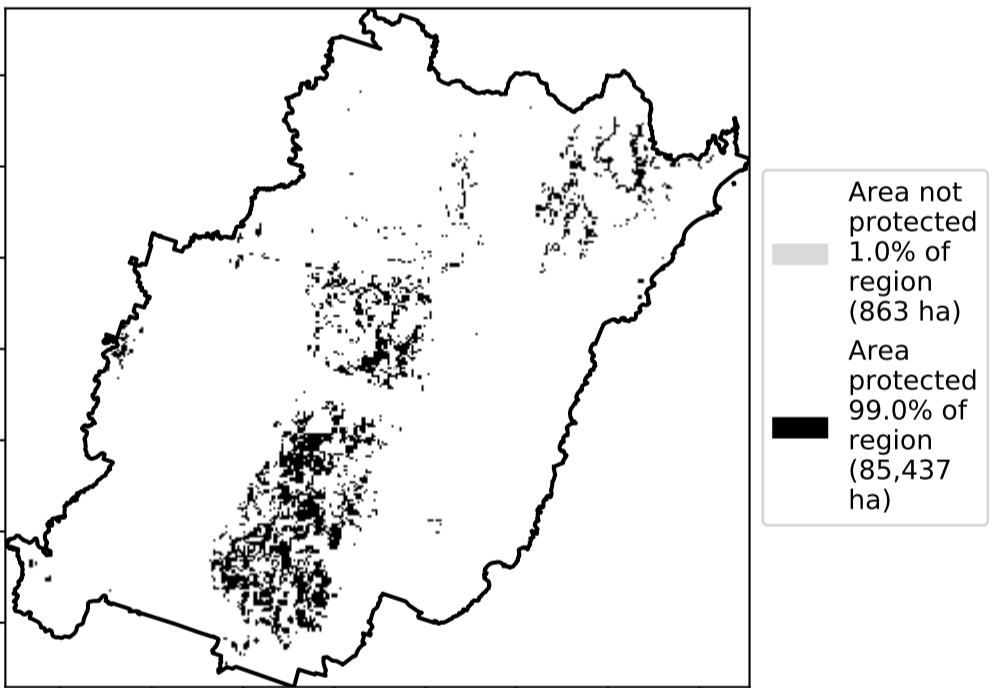 Area not
protected
1.0% of
region
(863 ha)
Area
protected
99.0% of
region
(85,437
ha)